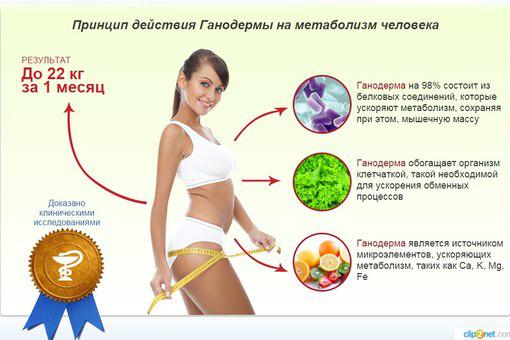 Принцип действия Ганодермы на метаболизм человека
РЕЗУЛЬТАТ
До 22 кг
за 1 месяц
Ганодерма на 98% состоит из
белковых соединений, которые
ускоряют метаболизм, сохраняя
при этом, мышечную массу
Ганодерма обогащает организм
клетчаткой, такой необходимой
для ускорения обменных
процессов
Доказано
клиническими
исследованиями
Ганодерма является источником
микроэлементов, ускоряющих
метаболизм, таких как Ca, K, Mg,
Fe
clip2net.com